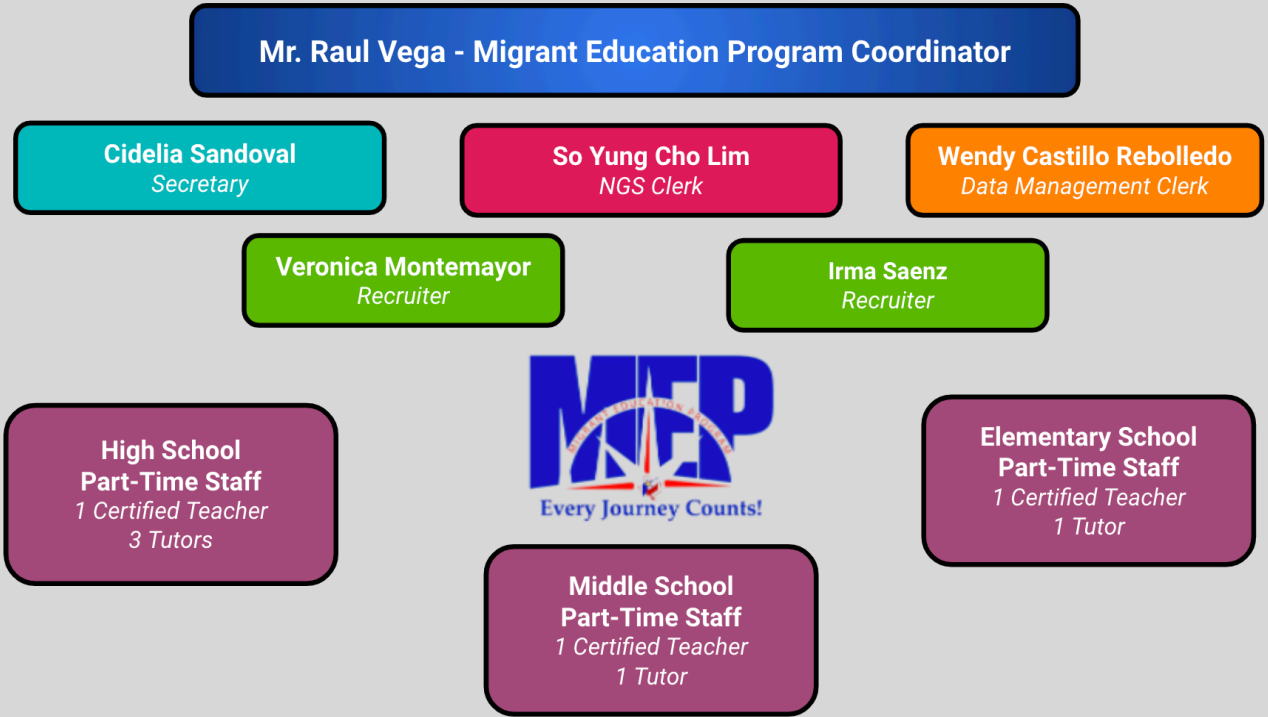 Mr. Raul Vega - Migrant Education Program Coordinator
Cidelia Sandoval
Secretary
So Yung Cho Lim
NGS Clerk
Wendy Castillo Rebolledo
Data Management Clerk
Veronica Montemayor
Recruiter
Irma Saenz
Recruiter
MEP
MIGRANT EDUCATION PROGRAM
Every Journey Counts!
High School
Part-Time Staff
1 Certified Teacher
3 Tutors
Elementary School
Part-Time Staff
1 Certified Teacher
1 Tutor
Middle School
Part-Time Staff
1 Certified Teacher
1 Tutor